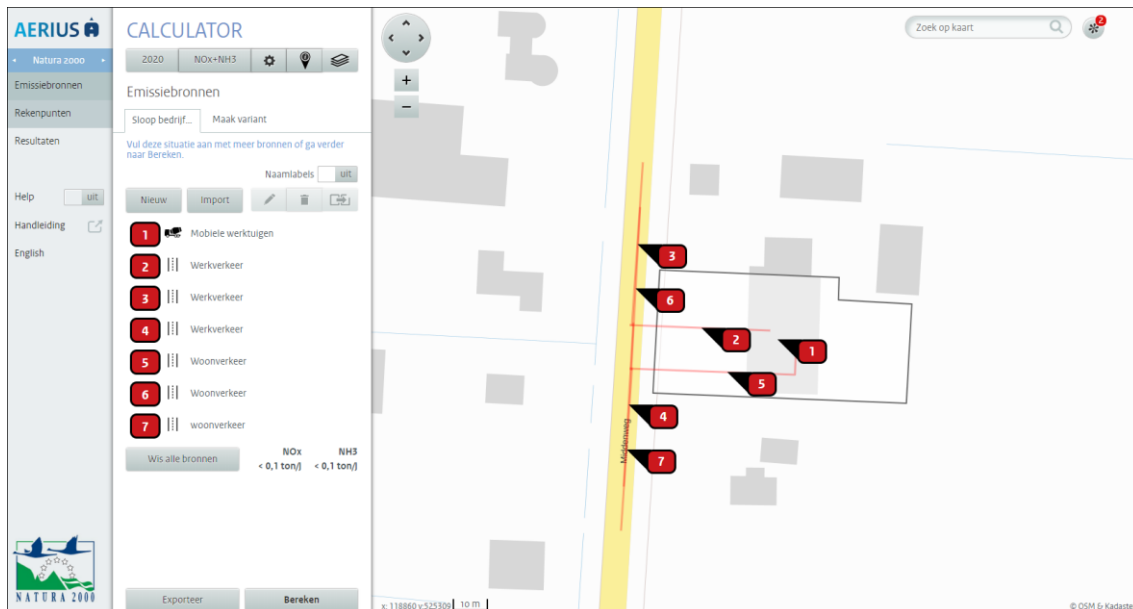 AERIUS
Natura 2000
Emissiebronnen
Rekenpunten
Resultaten
Help uit
Handleiding
English
NATURA 2000
CALCULATOR
2020 NOx+NH3
Emissiebronnen
Sloop bedrijf... Maak variant
Vul deze situatie aan met meer bronnen of ga verder
naar Bereken.
Naamlabels uit
Nieuw Import
1 Mobiele werktuigen
2 Werkverkeer
3 Werkverkeer
4 Werkverkeer
5 Woonverkeer
6 Woonverkeer
7 woonverkeer
Wis alle bronnen NOx NH3
< 0,1 ton/j < 0,1 ton/j
Exporteer Bereken
Zoek op kaart 2
3
6
2
1
5
4
7
Middenweg
x: 118860 y:525309 10 m
© OSM & Kadaste